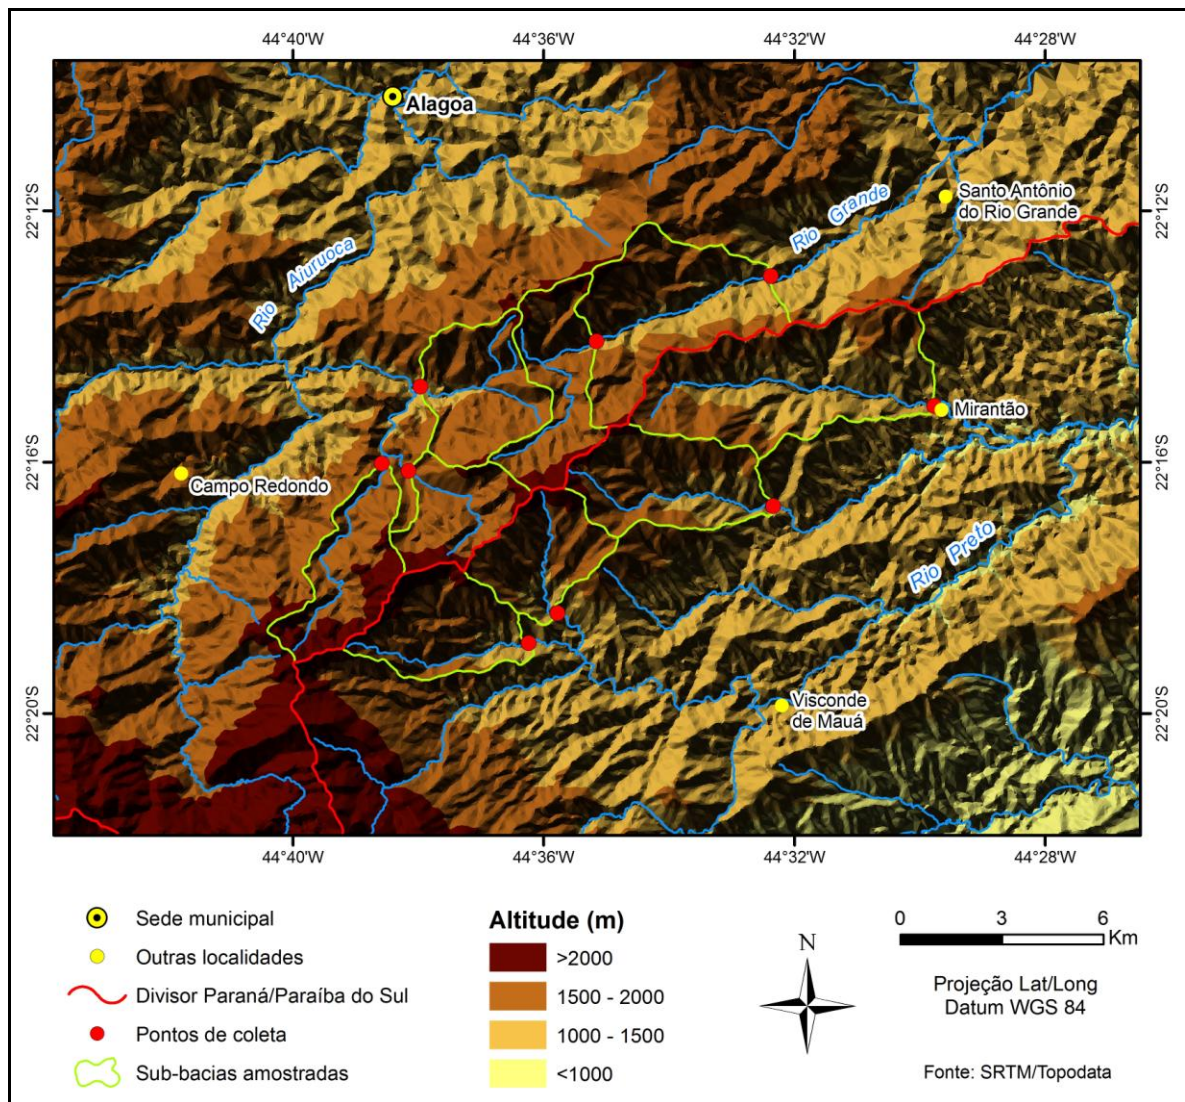 44°40'W 44°36'W 44°32'W 44°28'W
Alagoa
22°12'S
22°12'S
Santo Antônio
do Rio Grande
Rio Grande
Rio Aiuruoca
Mirantão
22°16'S
22°16'S
Campo Redondo
Rio Preto
Visconde
de Mauá
22°20'S
22°20'S
44°40'W 44°36'W 44°32'W 44°28'W
Sede municipal
Outras localidades
Divisor Paraná/Paraíba do Sul
Pontos de coleta
Sub-bacias amostradas
Altitude (m)
>2000
1500 - 2000
1000 - 1500
<1000
N
0 3 6
Km
Projeção Lat/Long
Datum WGS 84
Fonte: SRTM/Topodata